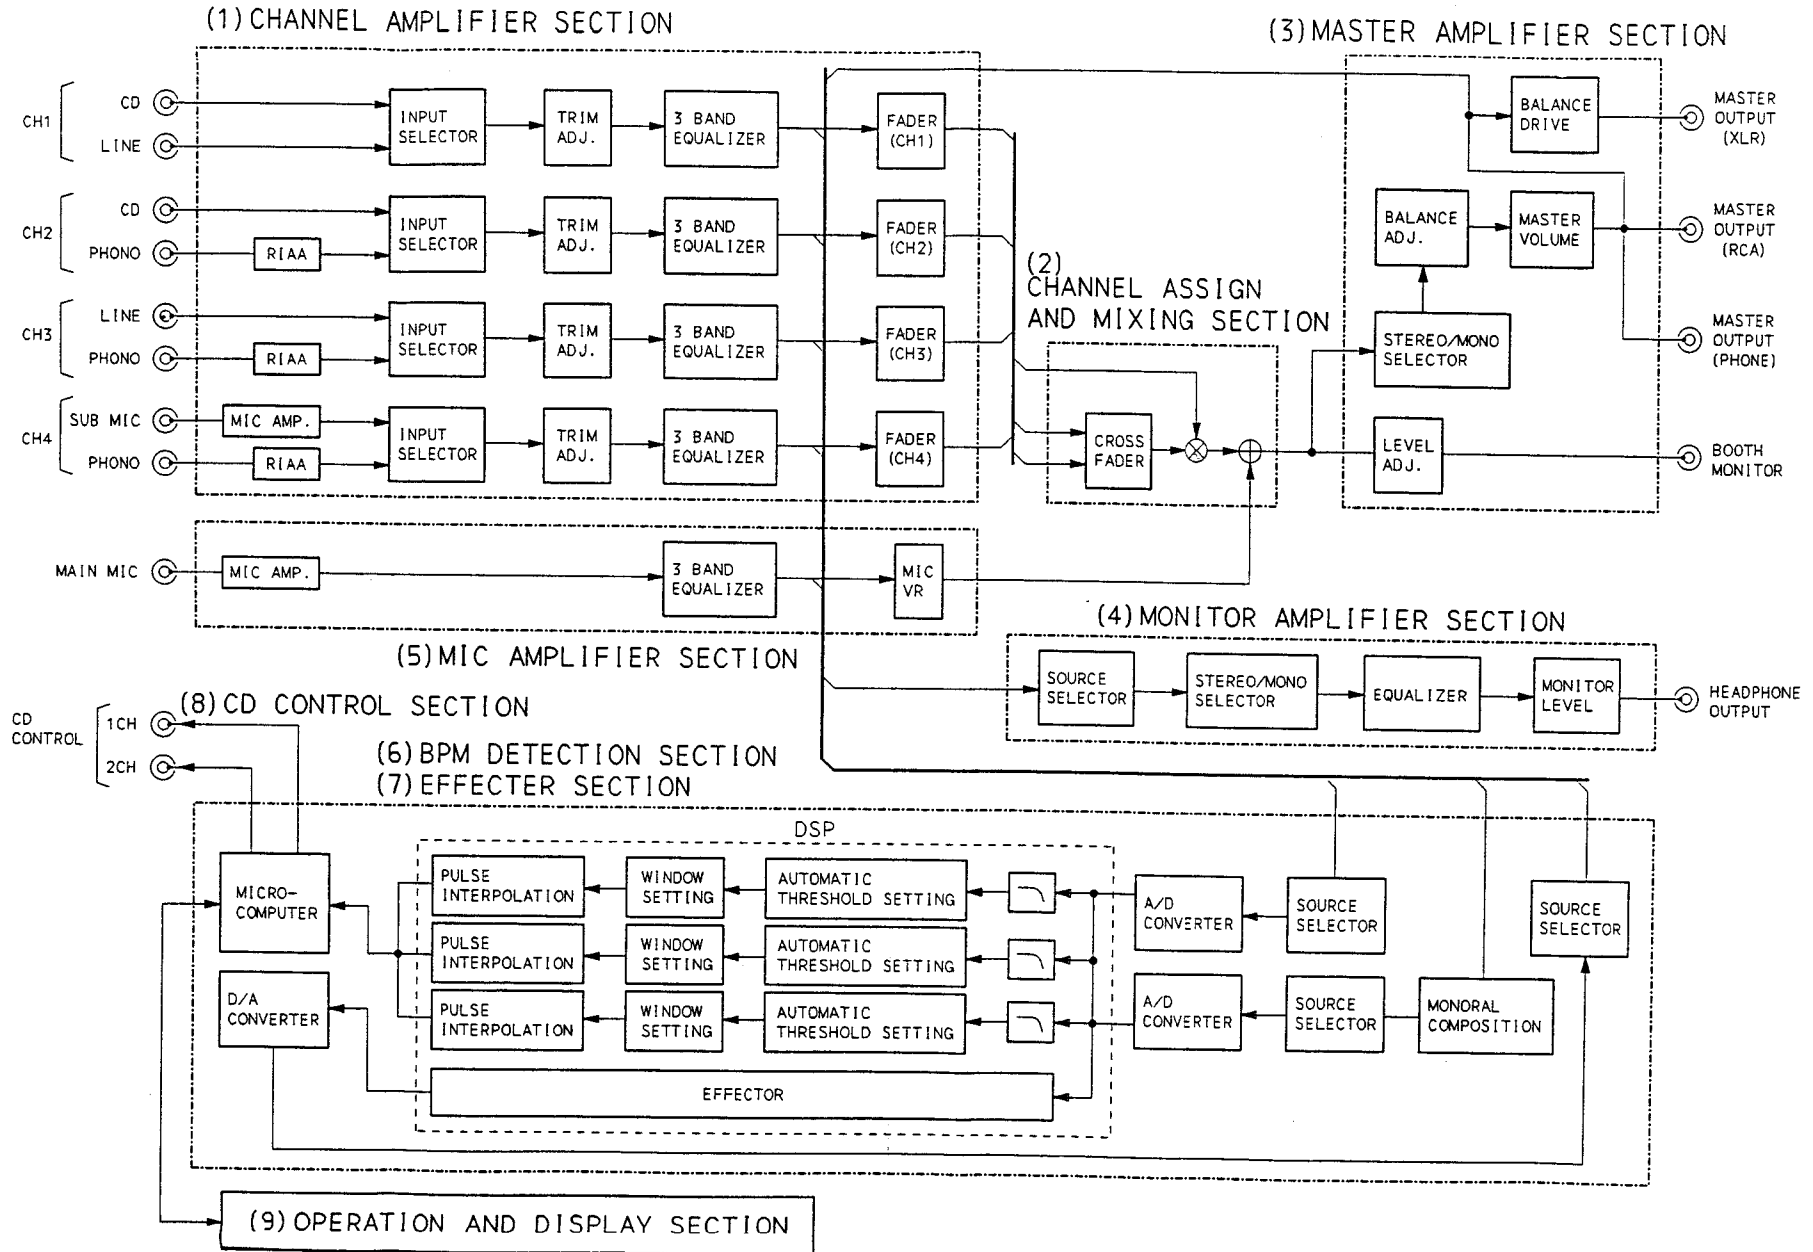 (1) CHANNEL AMPLIFIER SECTION
(3) MASTER AMPLIFIER SECTION
CH1
CD
LINE
INPUT
SELECTOR
TRIM
ADJ.
3 BAND
EQUALIZER
FADER
(CH1)
BALANCE
DRIVE
MASTER
OUTPUT
(XLR)
CH2
CD
PHONO
RIAA
INPUT
SELECTOR
TRIM
ADJ.
3 BAND
EQUALIZER
FADER
(CH2)
BALANCE
ADJ.
MASTER
VOLUME
MASTER
OUTPUT
(RCA)
(2)
CHANNEL ASSIGN
AND MIXING SECTION
CH3
LINE
PHONO
RIAA
INPUT
SELECTOR
TRIM
ADJ.
3 BAND
EQUALIZER
FADER
(CH3)
STEREO/MONO
SELECTOR
MASTER
OUTPUT
(PHONE)
CH4
SUB MIC
PHONO
MIC AMP.
RIAA
INPUT
SELECTOR
TRIM
ADJ.
3 BAND
EQUALIZER
FADER
(CH4)
CROSS
FADER
LEVEL
ADJ.
BOOTH
MONITOR
MAIN MIC
MIC AMP.
3 BAND
EQUALIZER
MIC
VR
(5) MIC AMPLIFIER SECTION
(4) MONITOR AMPLIFIER SECTION
SOURCE
SELECTOR
STEREO/MONO
SELECTOR
EQUALIZER
MONITOR
LEVEL
HEADPHONE
OUTPUT
(8) CD CONTROL SECTION
CD
CONTROL
1CH
2CH
(6) BPM DETECTION SECTION
(7) EFFECTER SECTION
DSP
MICRO-
COMPUTER
PULSE
INTERPOLATION
WINDOW
SETTING
AUTOMATIC
THRESHOLD SETTING
A/D
CONVERTER
SOURCE
SELECTOR
SOURCE
SELECTOR
PULSE
INTERPOLATION
WINDOW
SETTING
AUTOMATIC
THRESHOLD SETTING
D/A
CONVERTER
PULSE
INTERPOLATION
WINDOW
SETTING
AUTOMATIC
THRESHOLD SETTING
A/D
CONVERTER
SOURCE
SELECTOR
MONORAL
COMPOSITION
EFFECTOR
(9) OPERATION AND DISPLAY SECTION